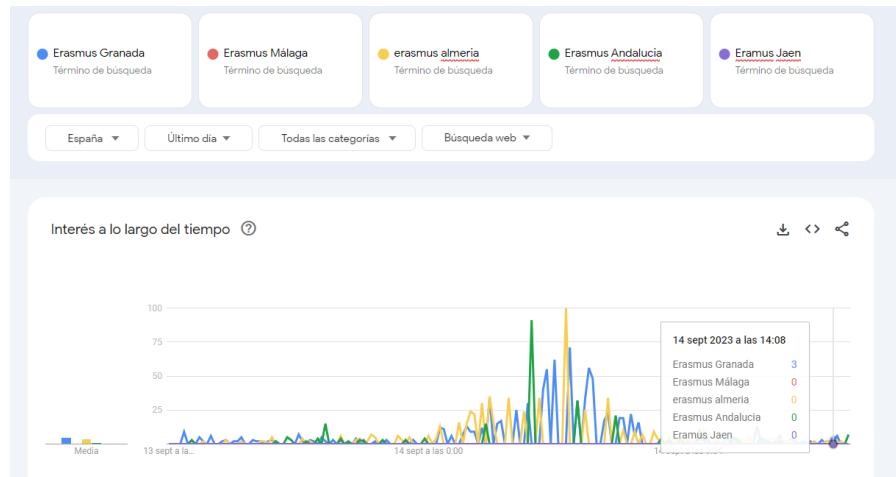 Erasmus Granada
Término de búsqueda
Erasmus Málaga
Término de búsqueda
erasmus almeria
Término de búsqueda
Erasmus Andalucia
Término de búsqueda
Eramus Jaen
Término de búsqueda
España
Último día
Todas las categorías
Búsqueda web
Interés a lo largo del tiempo
100
75
50
25
Media
13 sept a la...
14 sept a las 0:00
14 sept 2023 a las 14:08
Erasmus Granada 3
Erasmus Málaga 0
erasmus almeria 0
Erasmus Andalucia 0
Eramus Jaen 0